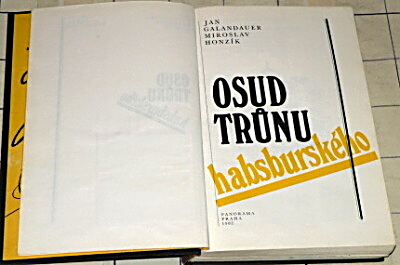 JAN
GALANDAUER
MIROSLAV
HONZÍK
OSUD
TRŮNU
habsburského
PANORAMA
PRAHA